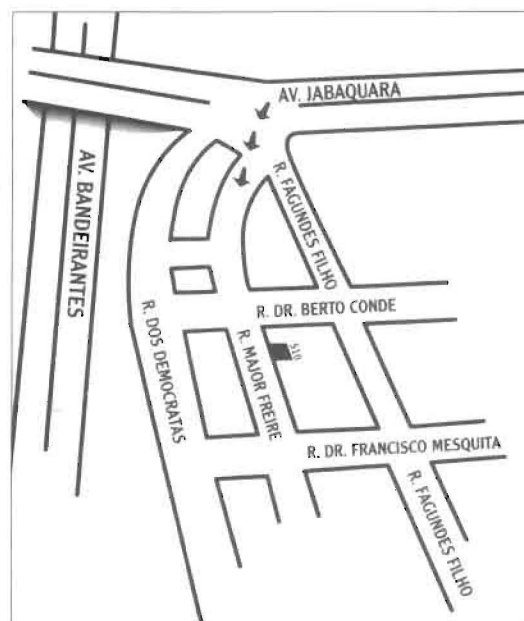 AV. JABAQUARA
AV. BANDEIRANTES
R. FAGUNDES FILHO
R. DR. BERTO CONDE
R. DOS DEMOCRATAS
R. MAJOR FREIRE
510
R. DR. FRANCISCO MESQUITA
R. FAGUNDES FILHO